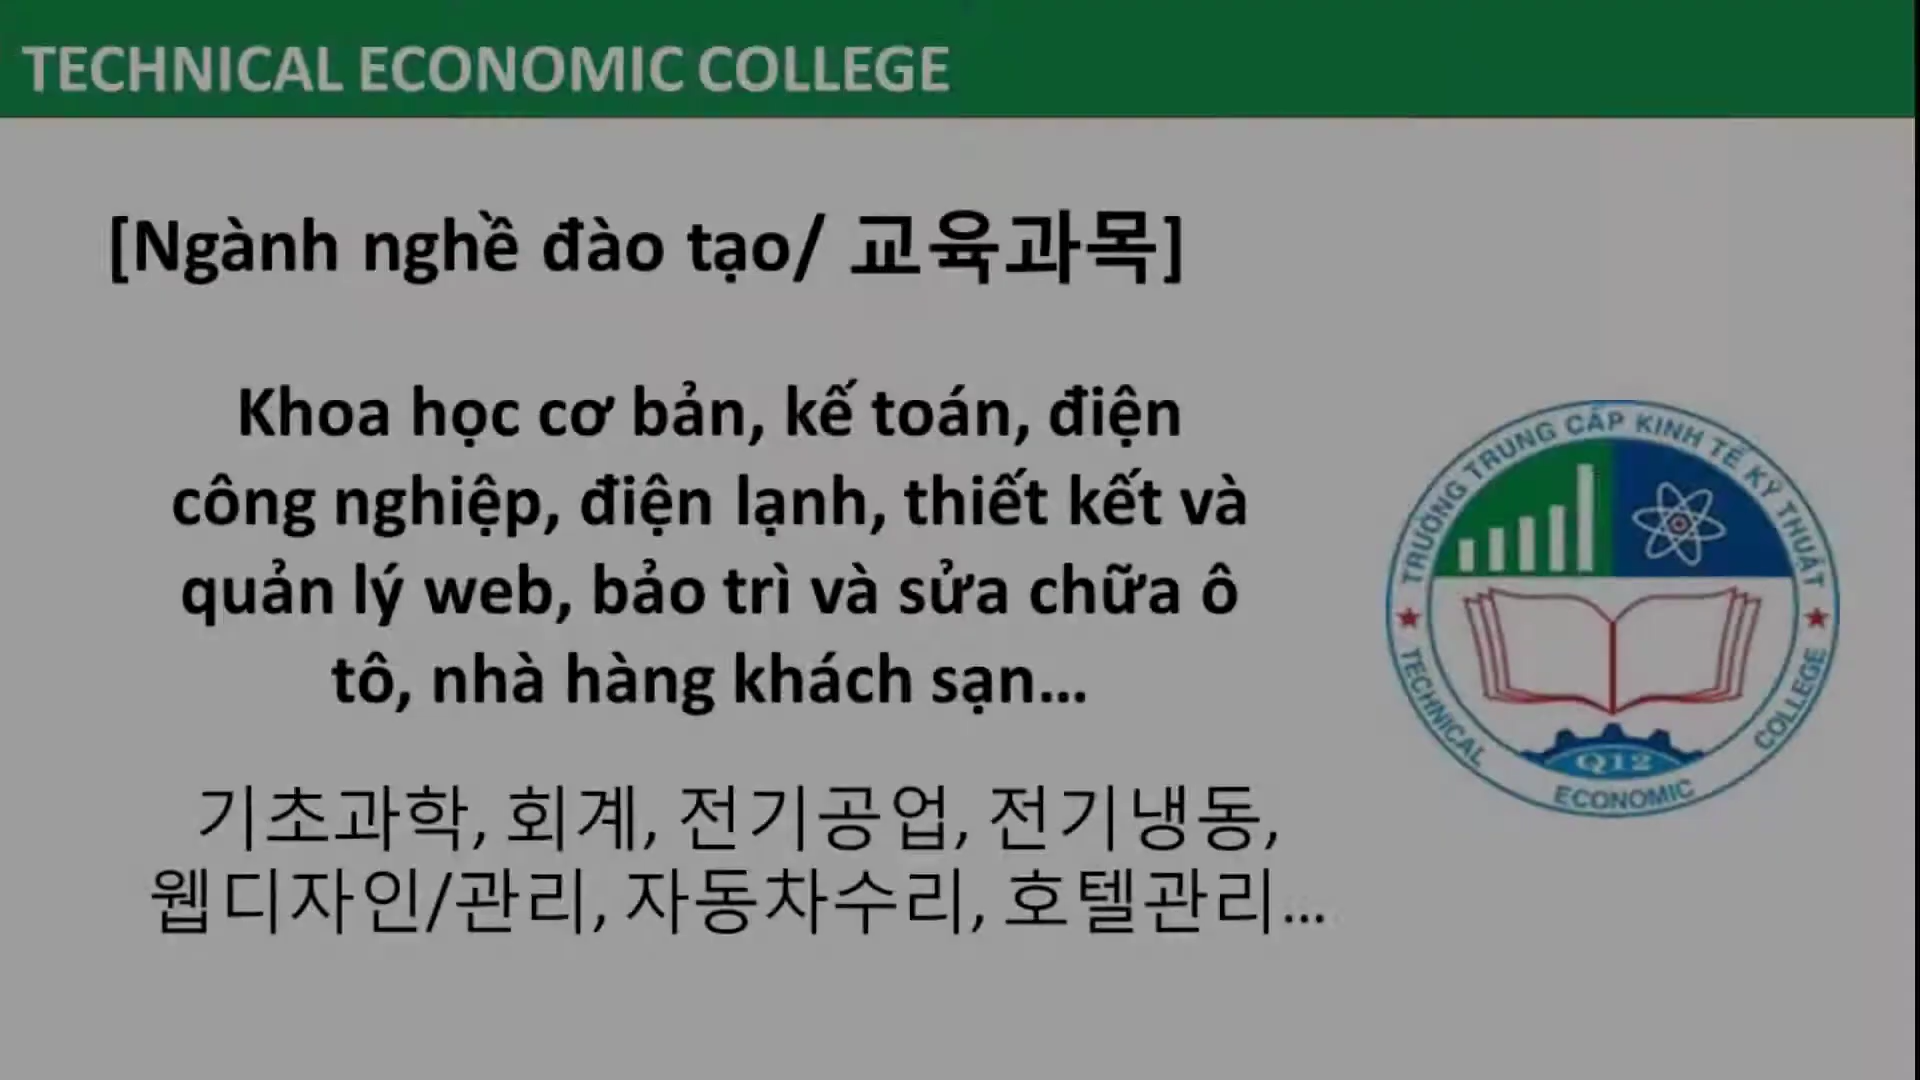 TECHNICAL ECONOMIC COLLEGE
[Ngành nghề đào tạo/ 교육과목]
Khoa học cơ bản, kế toán, điện
công nghiệp, điện lạnh, thiết kết và
quản lý web, bảo trì và sửa chữa ô
tô, nhà hàng khách sạn...
기초과학, 회계, 전기공업, 전기냉동,
웹디자인/관리, 자동차수리, 호텔관리...
TRƯỜNG TRUNG CẤP KINH TẾ KỸ THUẬT
Q12
TECHNICAL ECONOMIC COLLEGE